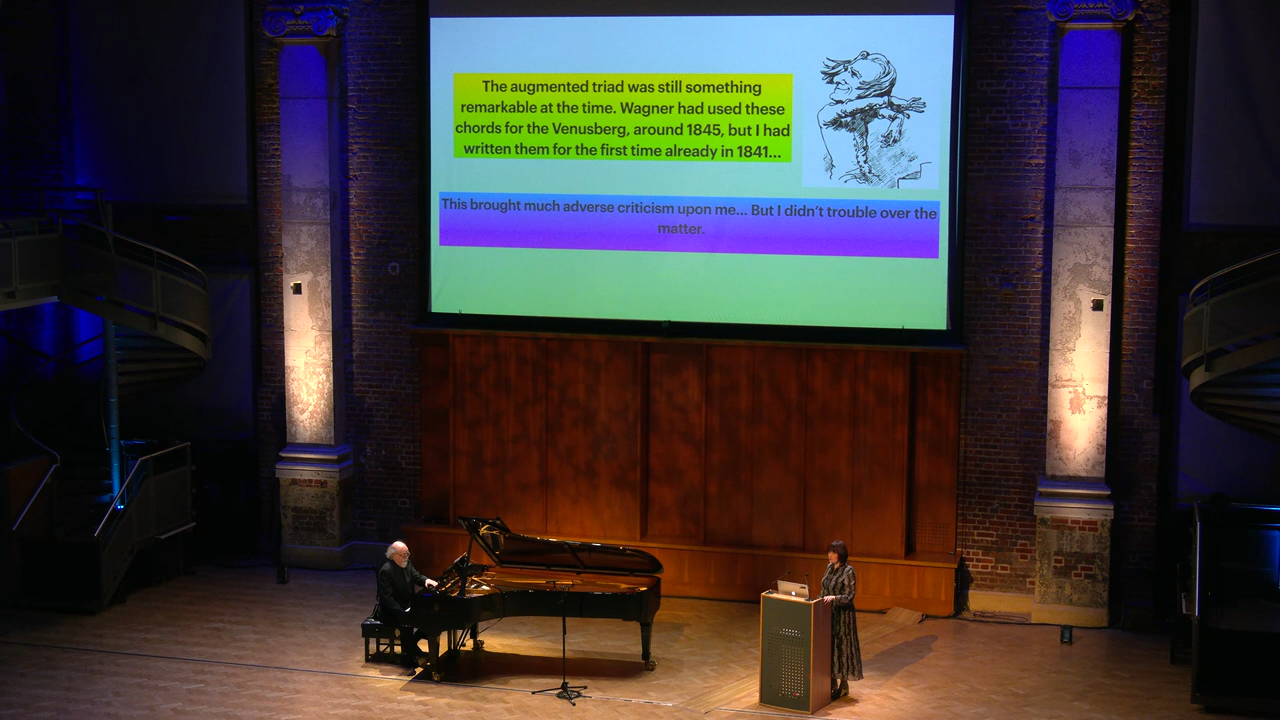 The augmented triad was still something
remarkable at the time. Wagner had used these
chords for the Venusberg, around 1845, but I had
written them for the first time already in 1841...
This brought much adverse criticism upon me... But I didn't trouble over the
matter.